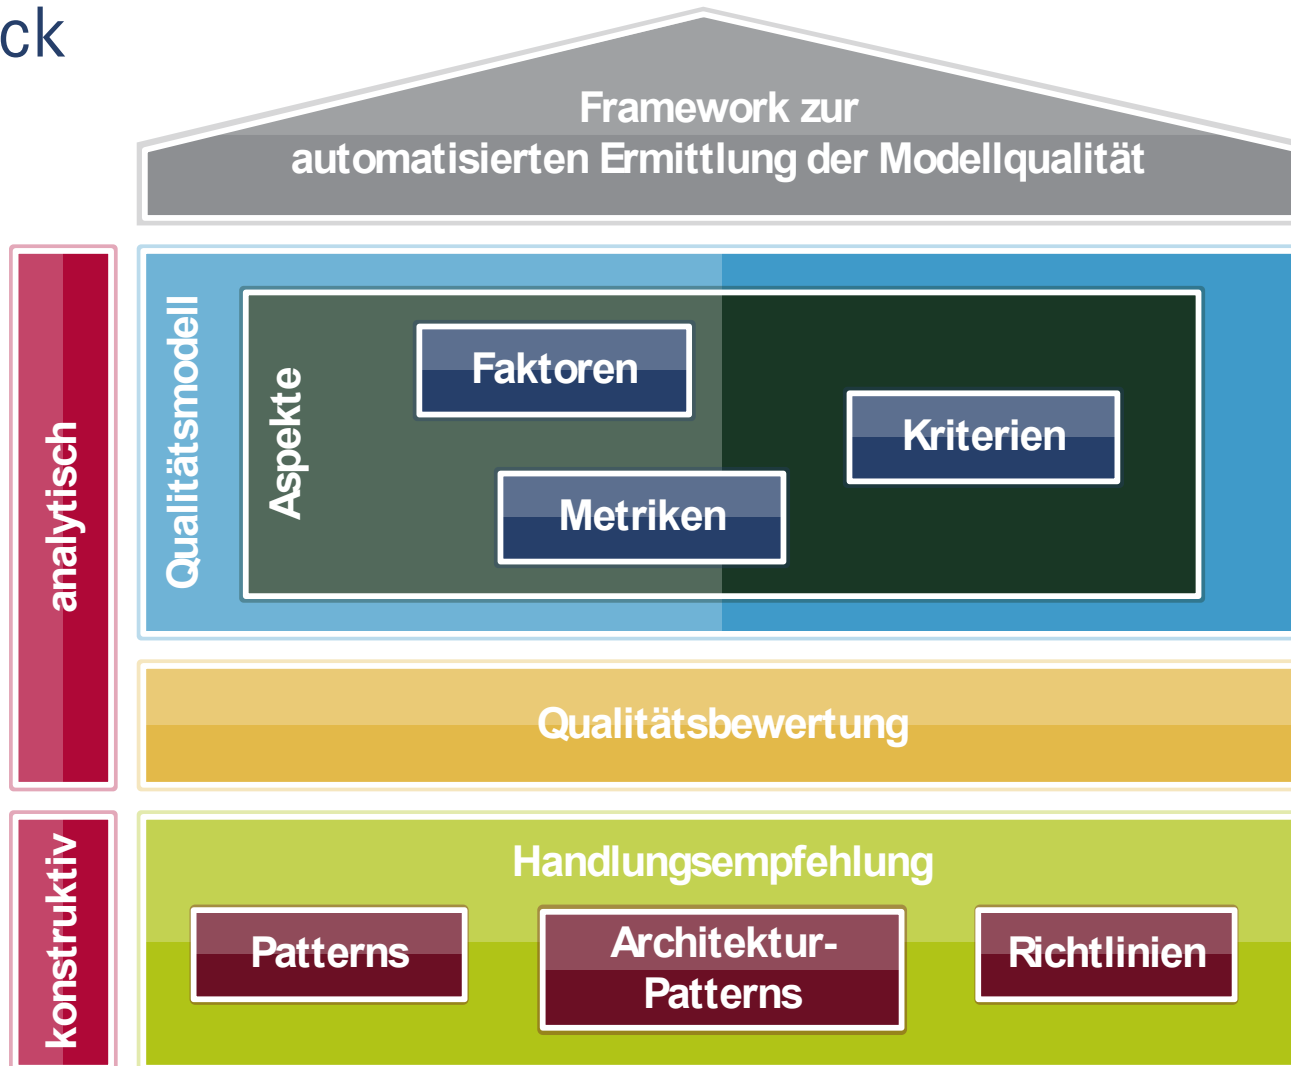 ck
Framework zur
automatisierten Ermittlung der Modellqualität
analytisch
Qualitätsmodell
Aspekte
Faktoren
Kriterien
Metriken
Qualitätsbewertung
konstruktiv
Handlungsempfehlung
Patterns
Architektur-
Patterns
Richtlinien